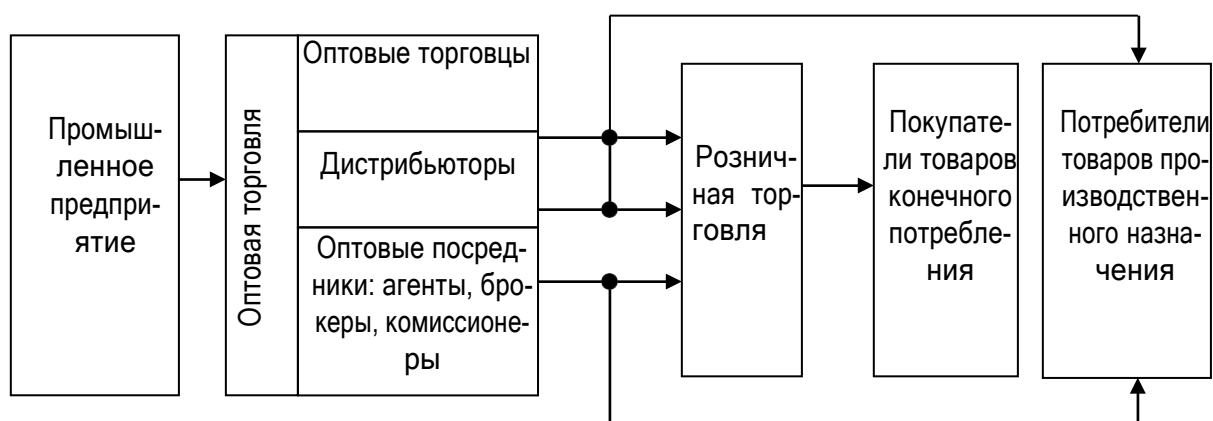 Промыш-
ленное
предпри-
ятие
Оптовая торговля
Оптовые торговцы
Дистрибьюторы
Оптовые посред-
ники: агенты, бро-
керы, комиссионе-
ры
Рознич-
ная тор-
говля
Покупате-
ли товаров
конечного
потребле-
ния
Потребители
товаров про-
изводствен-
ного назна-
чения